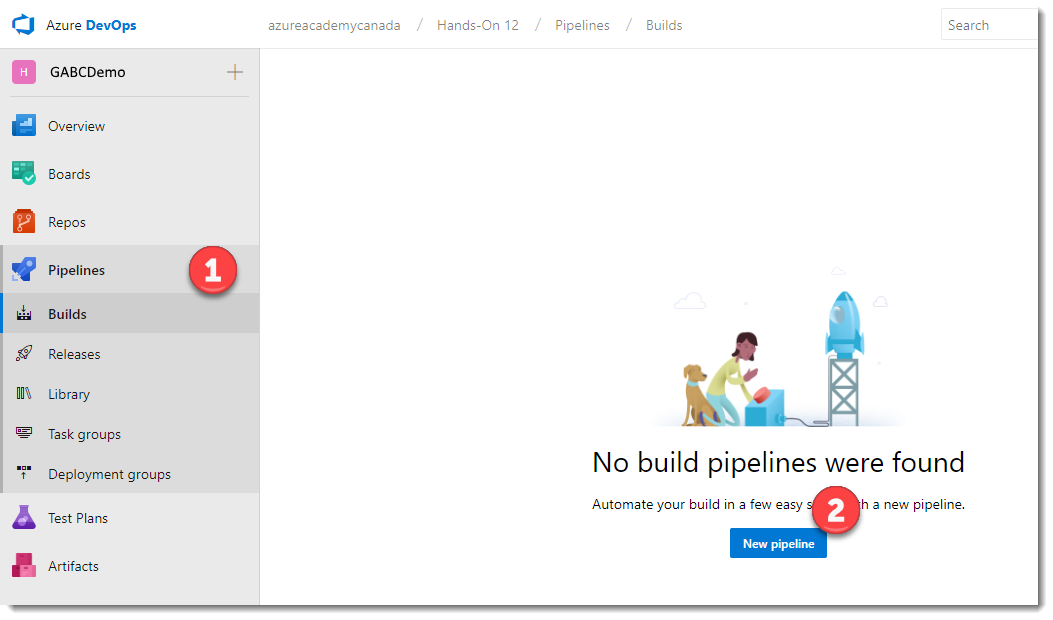 Azure DevOps
azureacademycanada / Hands-On 12 / Pipelines / Builds
Search
H
GABCDemo
Overview
Boards
Repos
Pipelines
1
Builds
Releases
Library
Task groups
Deployment groups
Test Plans
Artifacts
No build pipelines were found
Automate your build in a few easy a new pipeline.
2
New pipeline